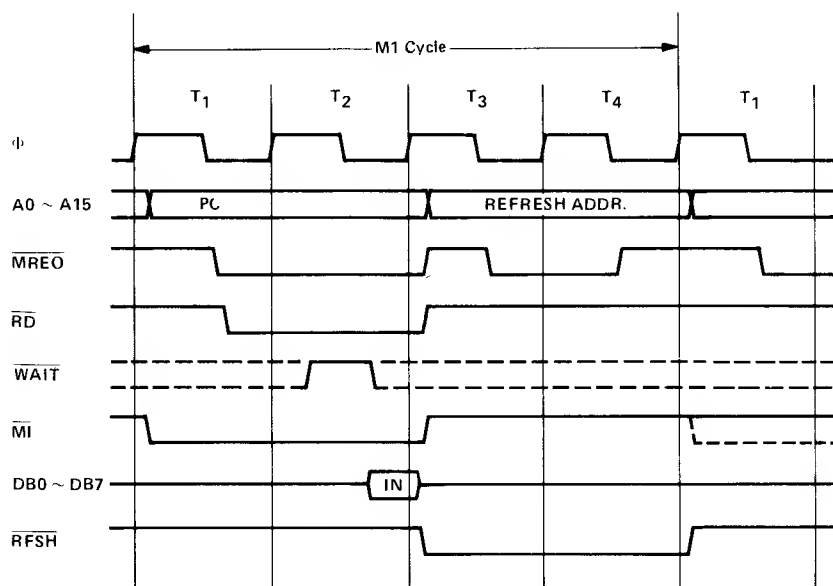 M1 Cycle
T1 T2 T3 T4 T1
Φ
A0 ~ A15 PC REFRESH ADDR.
MREO
RD
WAIT
MI
DB0 ~ DB7 IN
RFSH